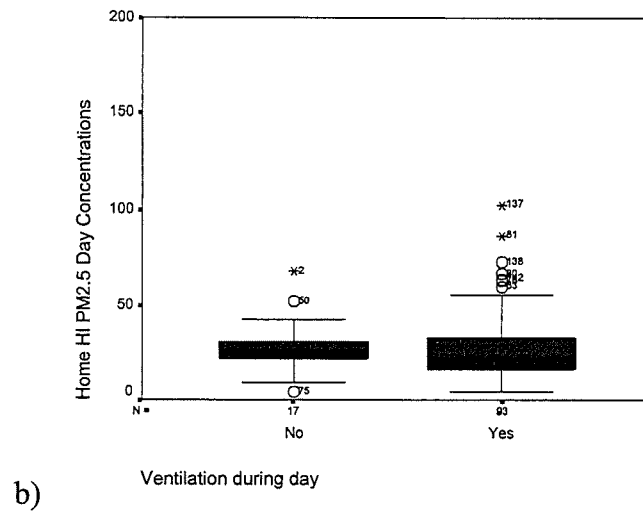 200
150
100
50
0
Home HI PM2.5 Day Concentrations
137
81
138
2
50
75
N =
17
93
No
Yes
Ventilation during day
b)